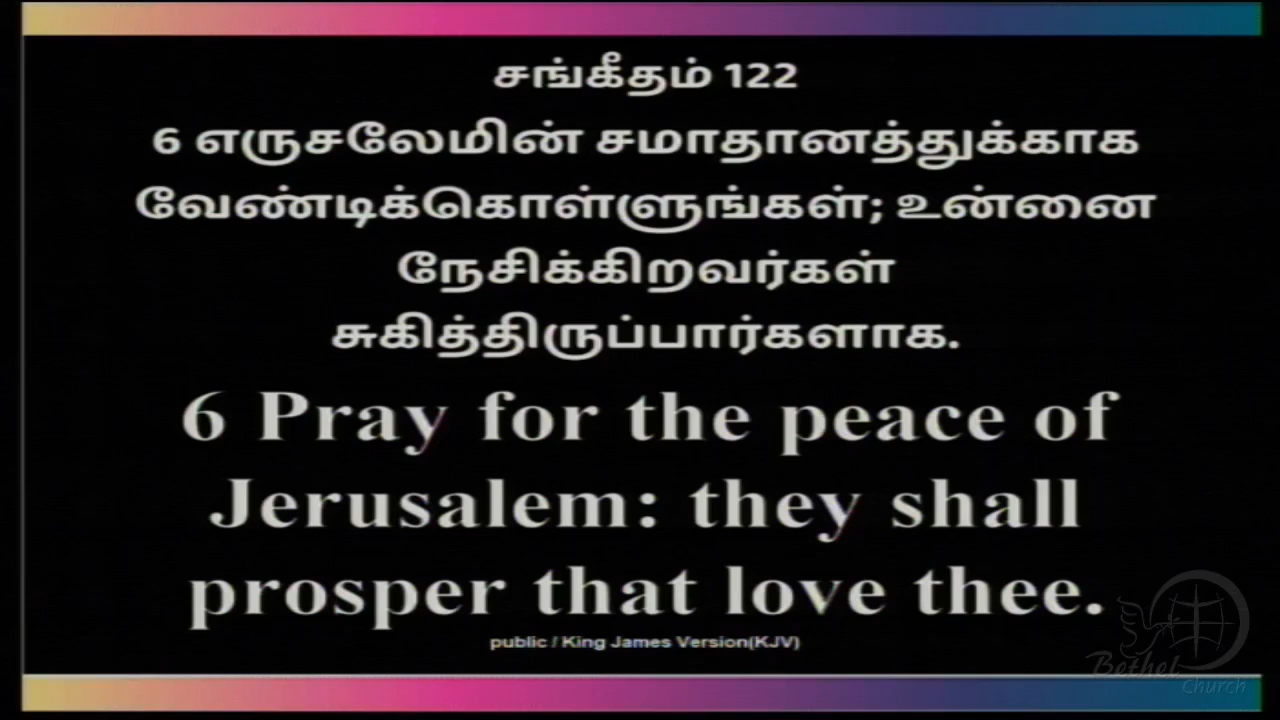 சங்கீதம் 122
6 எருசலேமின் சமாதானத்துக்காக
வேண்டிக்கொள்ளுங்கள்; உன்னை
நேசிக்கிறவர்கள்
சுகித்திருப்பார்களாக.
6 Pray for the peace of
Jerusalem: they shall
prosper that love thee.
public / King James Version(KJV)
Bethel
Church